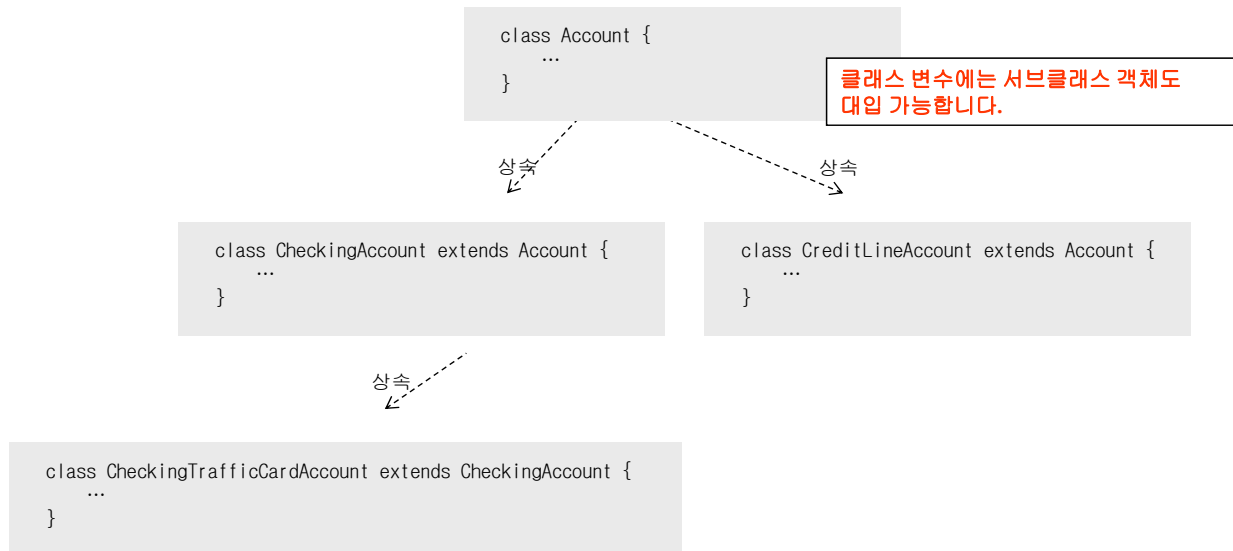 class Account {
...
}
클래스 변수에는 서브클래스 객체도
대입 가능합니다.
상속
상속
class CheckingAccount extends Account {
...
}
class CreditLineAccount extends Account {
...
}
상속
class CheckingTrafficCardAccount extends CheckingAccount {
...
}